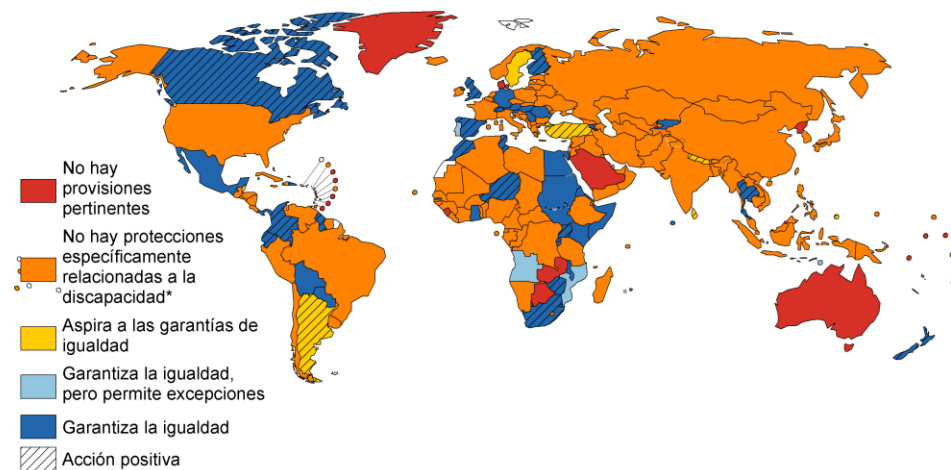 No hay
provisiones
pertinentes
No hay protecciones
específicamente
relacionadas a la
discapacidad*
Aspira a las garantías de
igualdad
Garantiza la igualdad,
pero permite excepciones
Garantiza la igualdad
Acción positiva